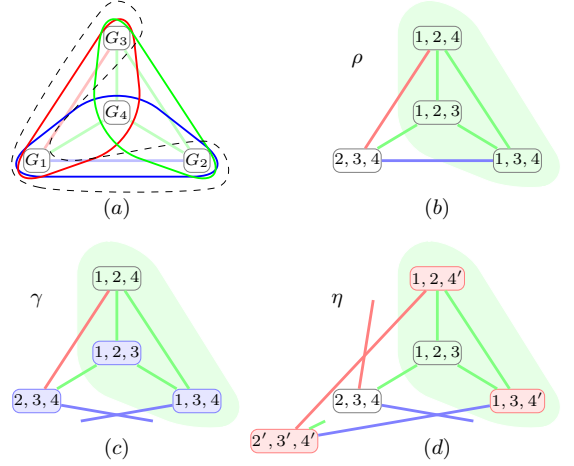 G₃
G₄
G₁
G₂
(a)
ρ
1, 2, 4
1, 2, 3
2, 3, 4
1, 3, 4
(b)
γ
1, 2, 4
1, 2, 3
2, 3, 4
1, 3, 4
(c)
η
1, 2, 4′
1, 2, 3
2, 3, 4
1, 3, 4′
2′, 3′, 4′
(d)